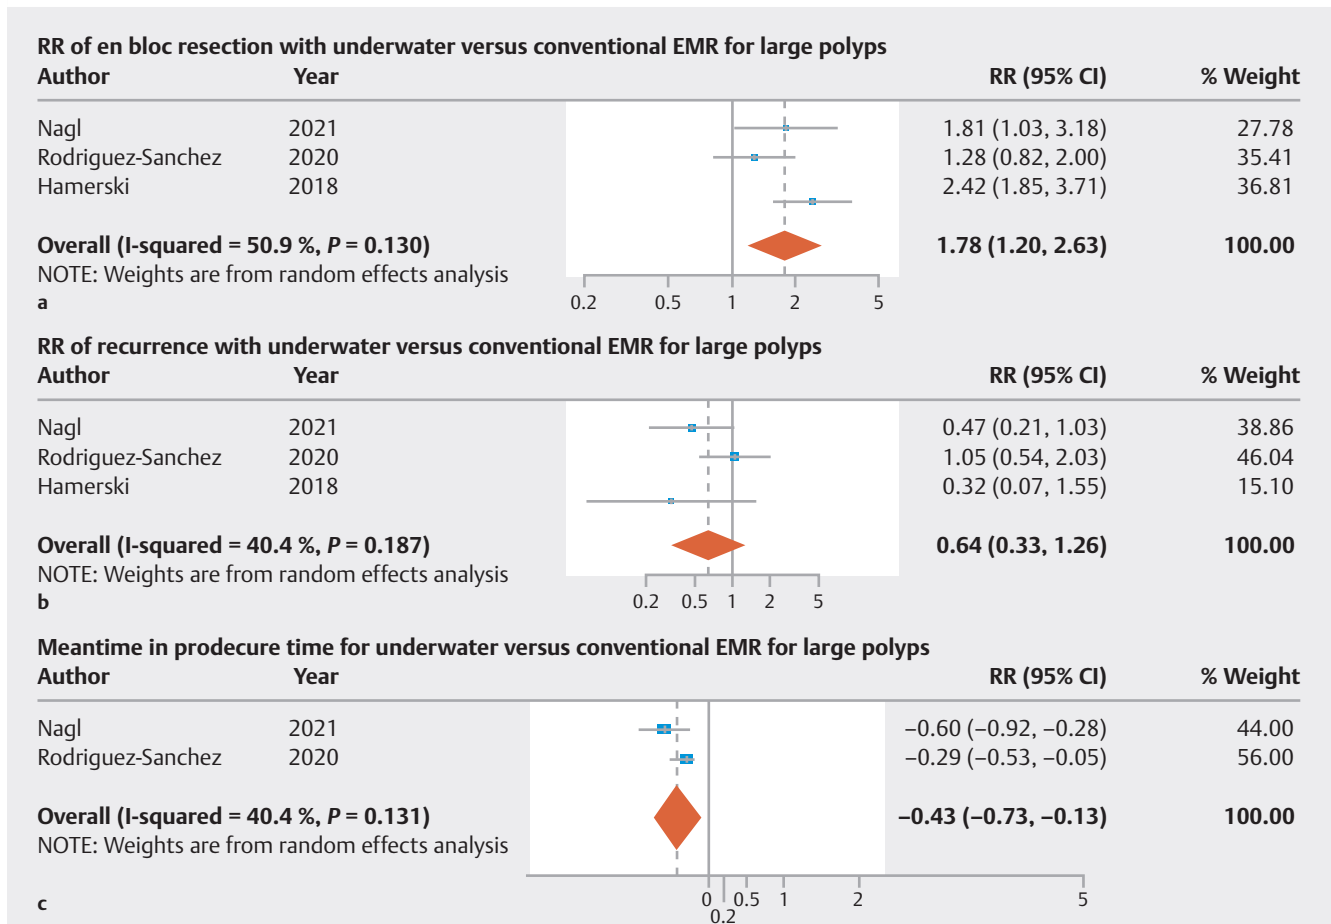 RR of en bloc resection with underwater versus conventional EMR for large polyps
Author Year RR (95% CI) % Weight
Nagl 2021 1.81 (1.03, 3.18) 27.78
Rodriguez-Sanchez 2020 1.28 (0.82, 2.00) 35.41
Hamerski 2018 2.42 (1.85, 3.71) 36.81
Overall (I-squared = 50.9 %, P = 0.130) 1.78 (1.20, 2.63) 100.00
NOTE: Weights are from random effects analysis
a 0.2 0.5 1 2 5
RR of recurrence with underwater versus conventional EMR for large polyps
Author Year RR (95% CI) % Weight
Nagl 2021 0.47 (0.21, 1.03) 38.86
Rodriguez-Sanchez 2020 1.05 (0.54, 2.03) 46.04
Hamerski 2018 0.32 (0.07, 1.55) 15.10
Overall (I-squared = 40.4 %, P = 0.187) 0.64 (0.33, 1.26) 100.00
NOTE: Weights are from random effects analysis
b 0.2 0.5 1 2 5
Meantime in prodecure time for underwater versus conventional EMR for large polyps
Author Year RR (95% CI) % Weight
Nagl 2021 –0.60 (–0.92, –0.28) 44.00
Rodriguez-Sanchez 2020 –0.29 (–0.53, –0.05) 56.00
Overall (I-squared = 40.4 %, P = 0.131) –0.43 (–0.73, –0.13) 100.00
NOTE: Weights are from random effects analysis
c 0 0.2 0.5 1 2 5